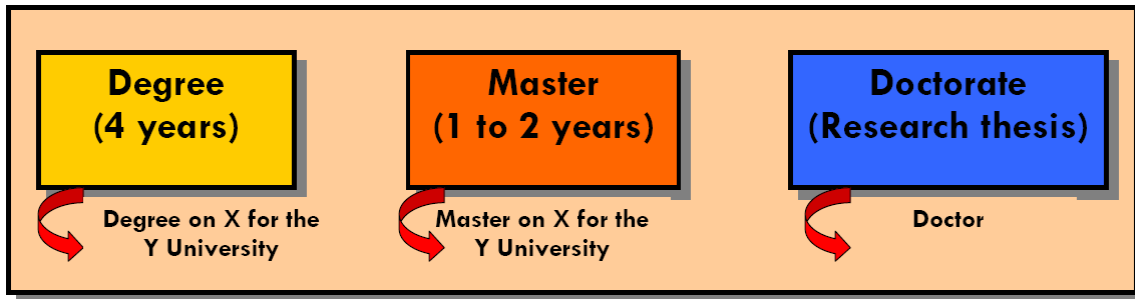 Degree
(4 years)
Degree on X for the
Y University
Master
(1 to 2 years)
Master on X for the
Y University
Doctorate
(Research thesis)
Doctor